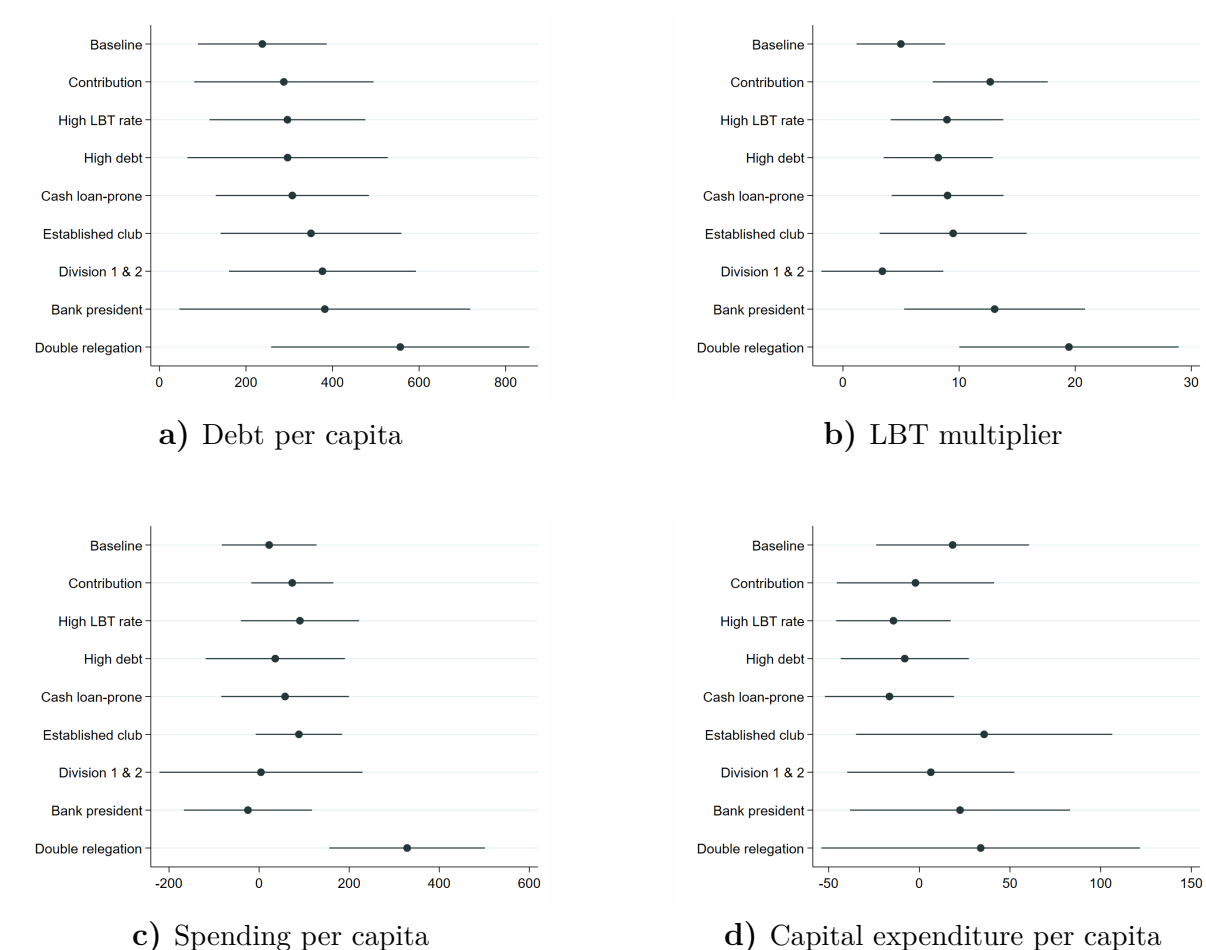 Baseline
Contribution
High LBT rate
High debt
Cash loan-prone
Established club
Division 1 & 2
Bank president
Double relegation
0 200 400 600 800
a) Debt per capita
Baseline
Contribution
High LBT rate
High debt
Cash loan-prone
Established club
Division 1 & 2
Bank president
Double relegation
0 10 20 30
b) LBT multiplier
Baseline
Contribution
High LBT rate
High debt
Cash loan-prone
Established club
Division 1 & 2
Bank president
Double relegation
-200 0 200 400 600
c) Spending per capita
Baseline
Contribution
High LBT rate
High debt
Cash loan-prone
Established club
Division 1 & 2
Bank president
Double relegation
-50 0 50 100 150
d) Capital expenditure per capita